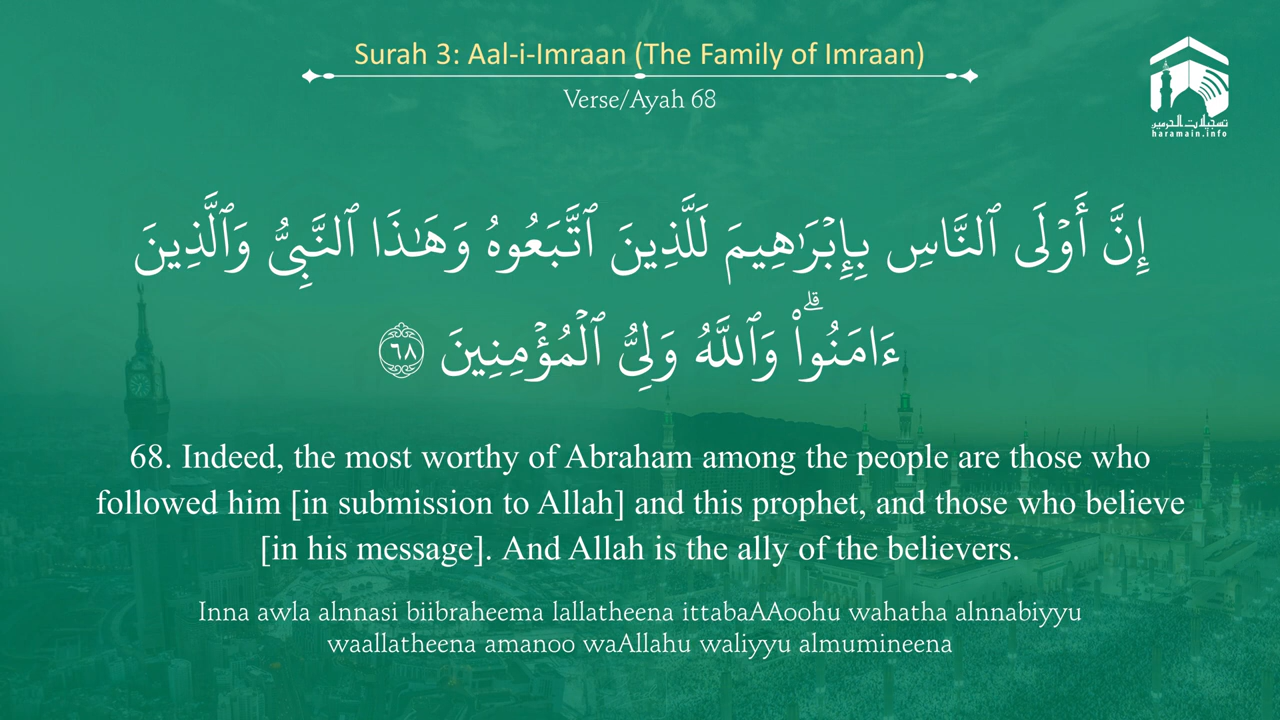 Surah 3: Aal-i-Imraan (The Family of Imraan)
Verse/Ayah 68
تسجيلات الحرمين
haramain.info
إِنَّ أَوْلَى ٱلنَّاسِ بِإِبْرَٰهِيمَ لَلَّذِينَ ٱتَّبَعُوهُ وَهَـٰذَا ٱلنَّبِىُّ وَٱلَّذِينَ
ءَامَنُوا۟ ۗ وَٱللَّهُ وَلِىُّ ٱلْمُؤْمِنِينَ ٦٨
68. Indeed, the most worthy of Abraham among the people are those who
followed him [in submission to Allah] and this prophet, and those who believe
[in his message]. And Allah is the ally of the believers.
Inna awla alnnasi biibraheema lallatheena ittabaAAoohu wahatha alnnabiyyu
waallatheena amanoo waAllahu waliyyu almumineena